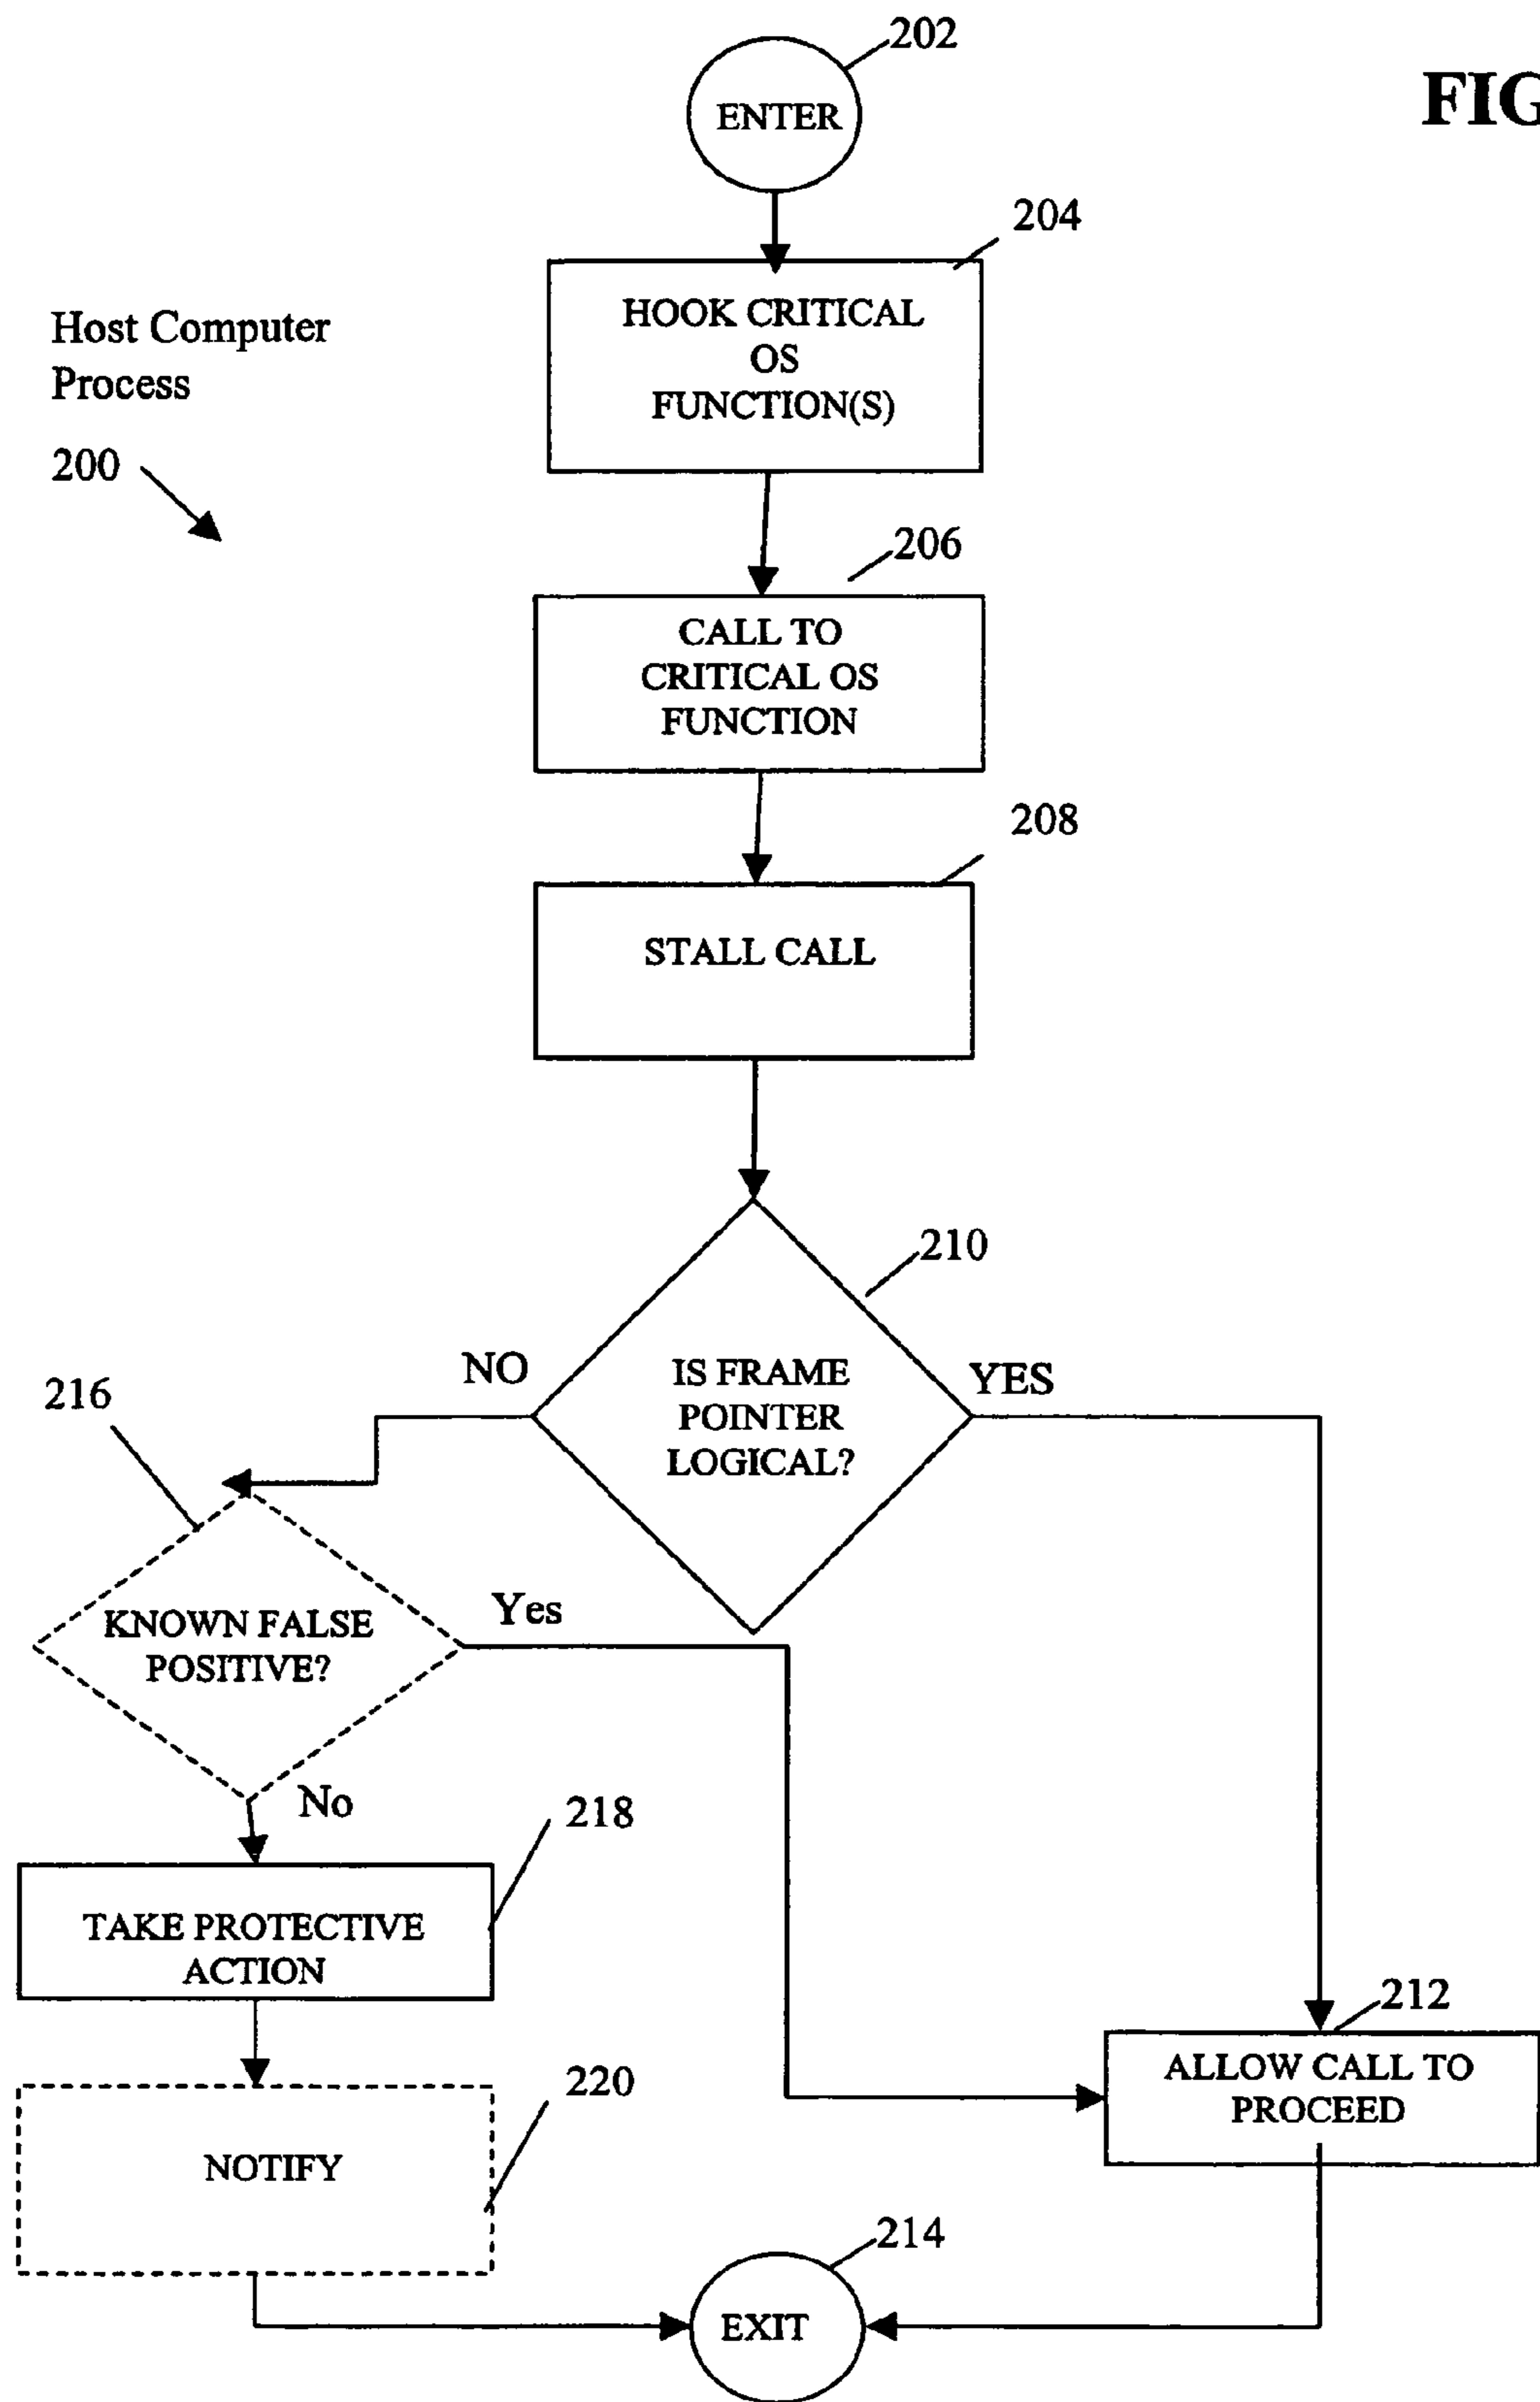 202
FIG
ENTER
204
HOOK CRITICAL
OS
FUNCTION(S)
Host Computer
Process
200
206
CALL TO
CRITICAL OS
FUNCTION
208
STALL CALL
210
NO
IS FRAME
POINTER
LOGICAL?
YES
216
KNOWN FALSE
POSITIVE?
Yes
No
218
TAKE PROTECTIVE
ACTION
212
ALLOW CALL TO
PROCEED
220
NOTIFY
214
EXIT